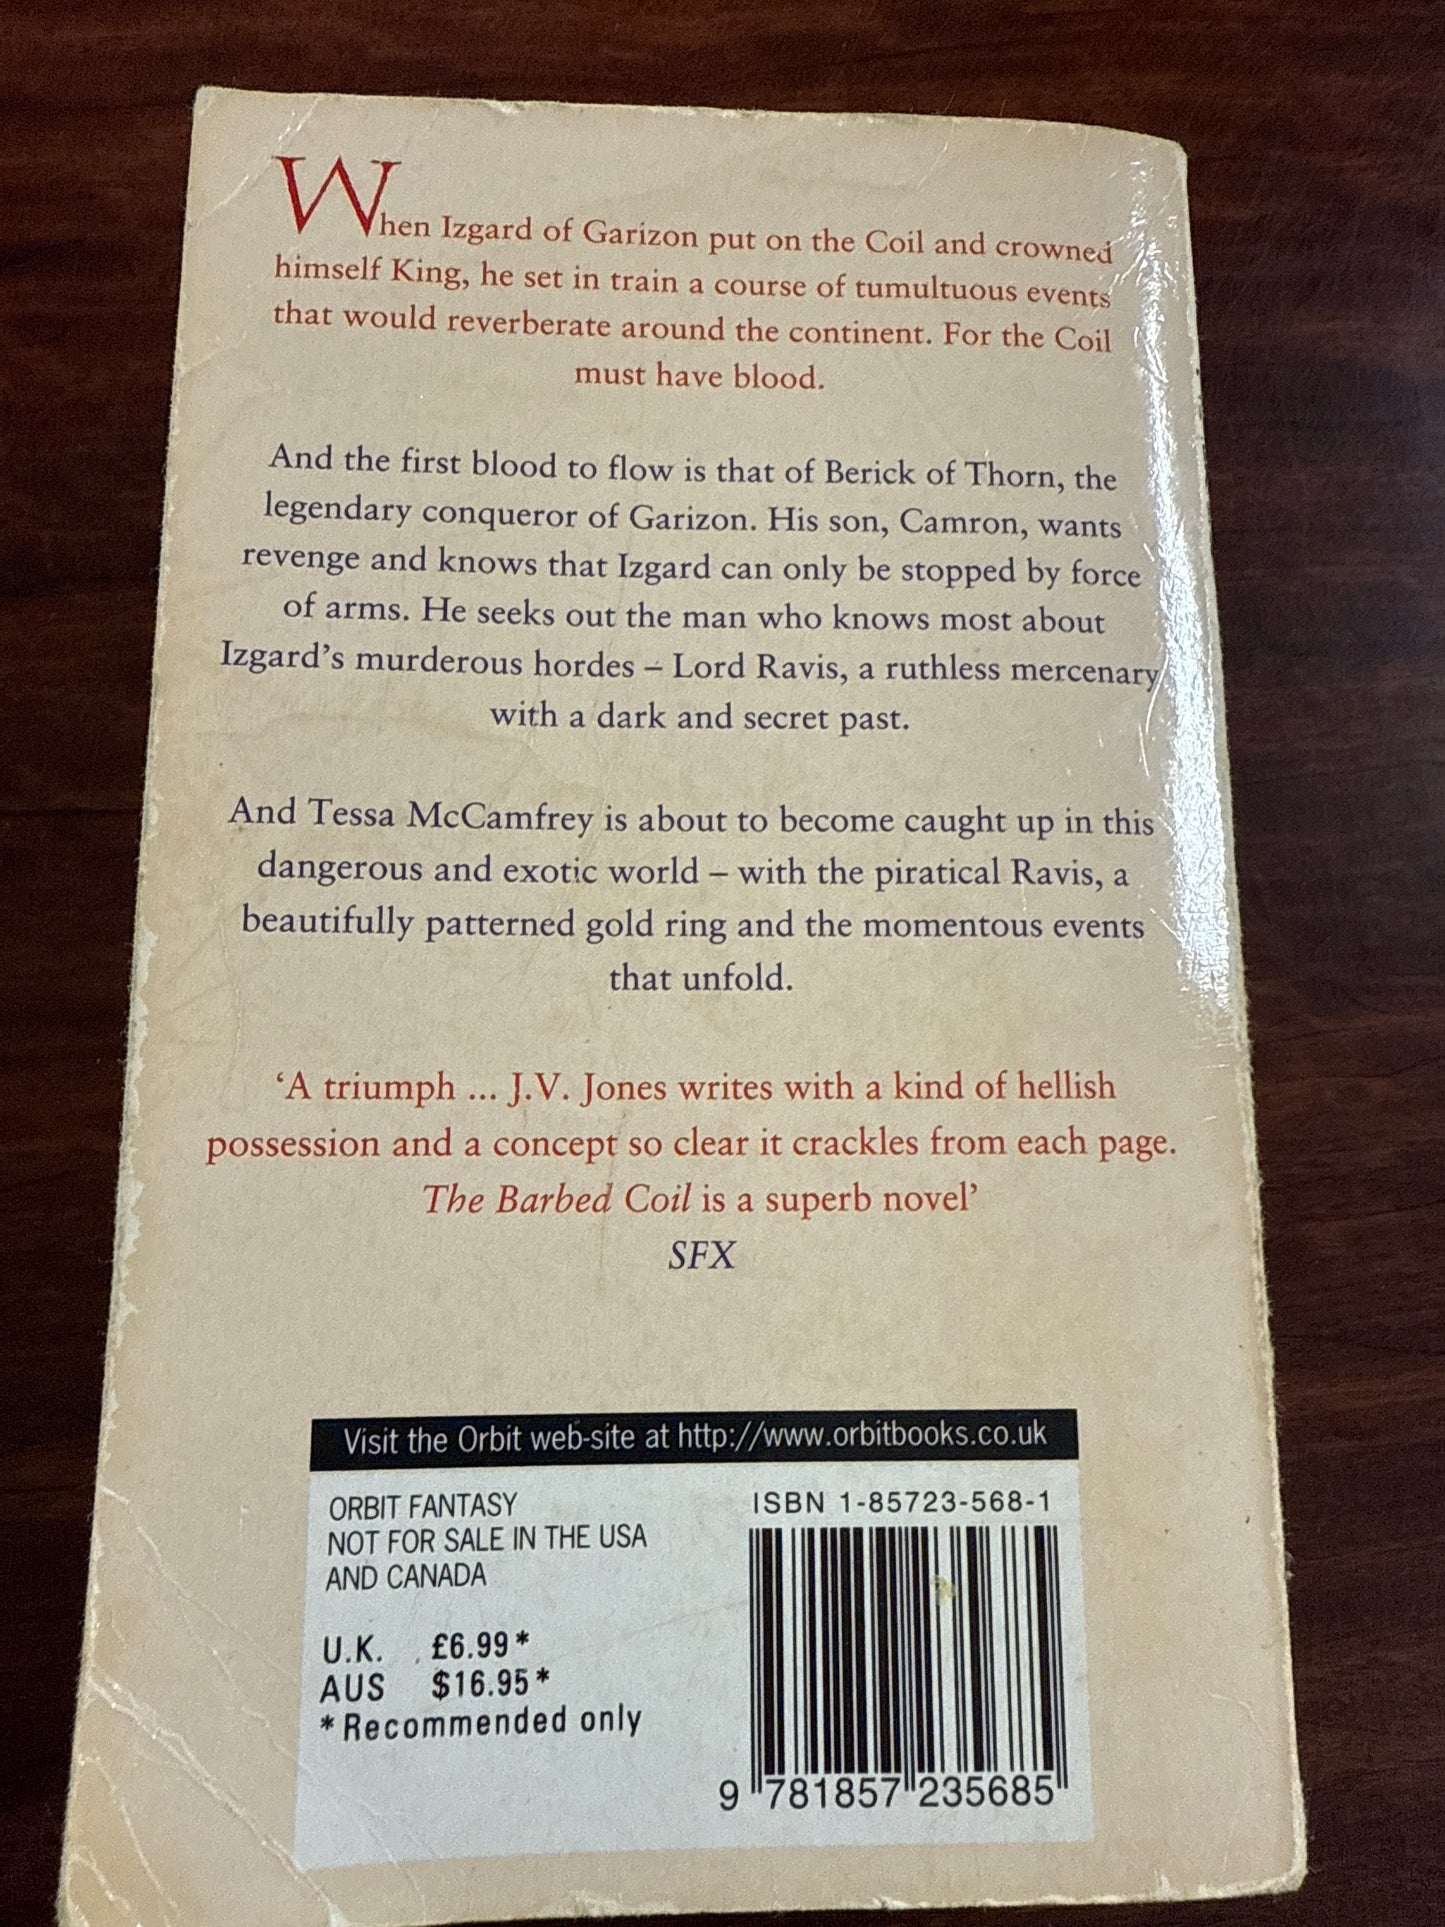 When Izgard of Garizon put on the Coil and crowned
himself King, he set in train a course of tumultuous events
that would reverberate around the continent. For the Coil
must have blood.
And the first blood to flow is that of Berick of Thorn, the
legendary conqueror of Garizon. His son, Camron, wants
revenge and knows that Izgard can only be stopped by force
of arms. He seeks out the man who knows most about
Izgard’s murderous hordes – Lord Ravis, a ruthless mercenary
with a dark and secret past.
And Tessa McCamfrey is about to become caught up in this
dangerous and exotic world – with the piratical Ravis, a
beautifully patterned gold ring and the momentous events
that unfold.
‘A triumph ... J.V. Jones writes with a kind of hellish
possession and a concept so clear it crackles from each page.
The Barbed Coil is a superb novel’
SFX
Visit the Orbit web-site at http://www.orbitbooks.co.uk
ORBIT FANTASY
NOT FOR SALE IN THE USA
AND CANADA
U.K. £6.99*
AUS $16.95*
*Recommended only
ISBN 1-85723-568-1
9 781857 235685